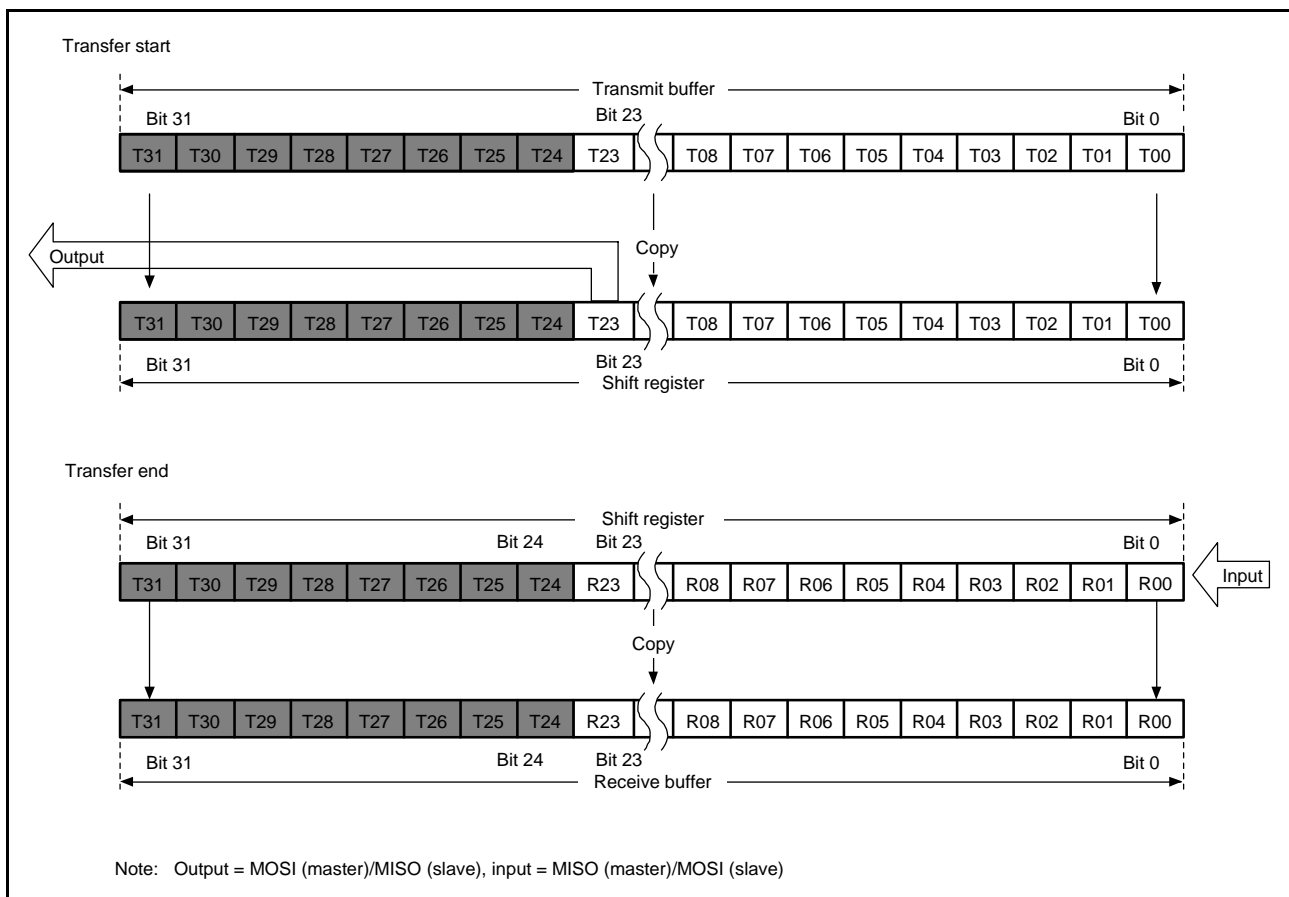 Transfer start
Transmit buffer
Bit 31 Bit 23 Bit 0
T31 T30 T29 T28 T27 T26 T25 T24 T23 T08 T07 T06 T05 T04 T03 T02 T01 T00
Copy
Output
T31 T30 T29 T28 T27 T26 T25 T24 T23 T08 T07 T06 T05 T04 T03 T02 T01 T00
Bit 31 Bit 23 Bit 0
Shift register
Transfer end
Shift register
Bit 31 Bit 24 Bit 23 Bit 0
T31 T30 T29 T28 T27 T26 T25 T24 R23 R08 R07 R06 R05 R04 R03 R02 R01 R00 Input
Copy
T31 T30 T29 T28 T27 T26 T25 T24 R23 R08 R07 R06 R05 R04 R03 R02 R01 R00
Bit 31 Bit 24 Bit 23 Bit 0
Receive buffer
Note: Output = MOSI (master)/MISO (slave), input = MISO (master)/MOSI (slave)